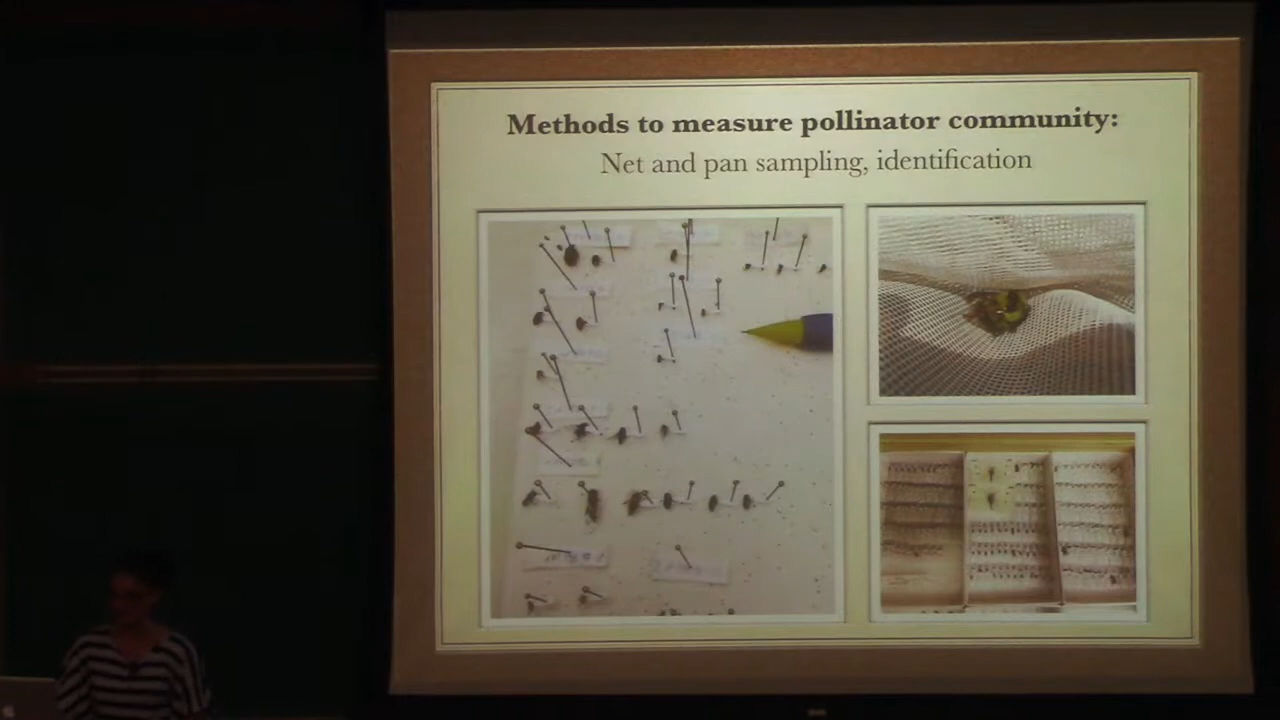 Methods to measure pollinator community:
Net and pan sampling, identification